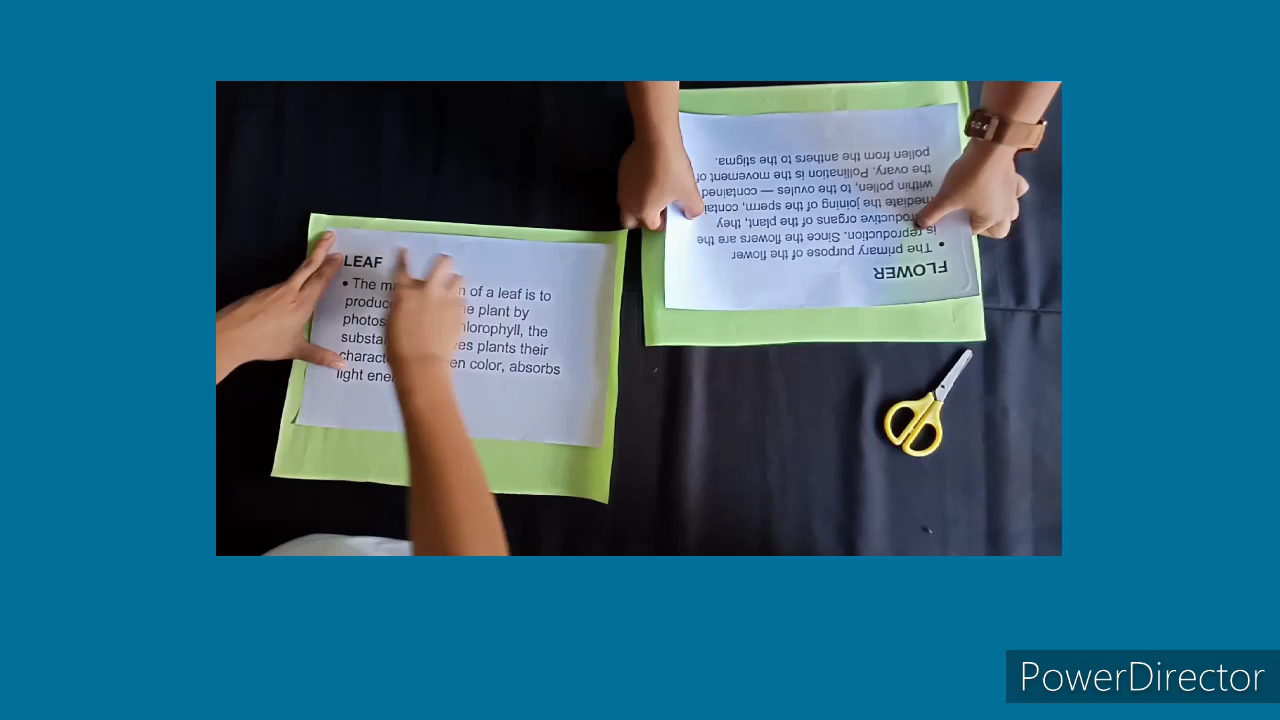 LEAF
• The ma n of a leaf is to
produc e plant by
photos hlorophyll, the
substa es plants their
charact en color, absorbs
light ene
FLOWER
• The primary purpose of the flower
is reproduction. Since the flowers are the
productive organs of the plant, they
mediate the joining of the sperm, contai
within pollen, to the ovules — contained
the ovary. Pollination is the movement of
pollen from the anthers to the stigma.
PowerDirector